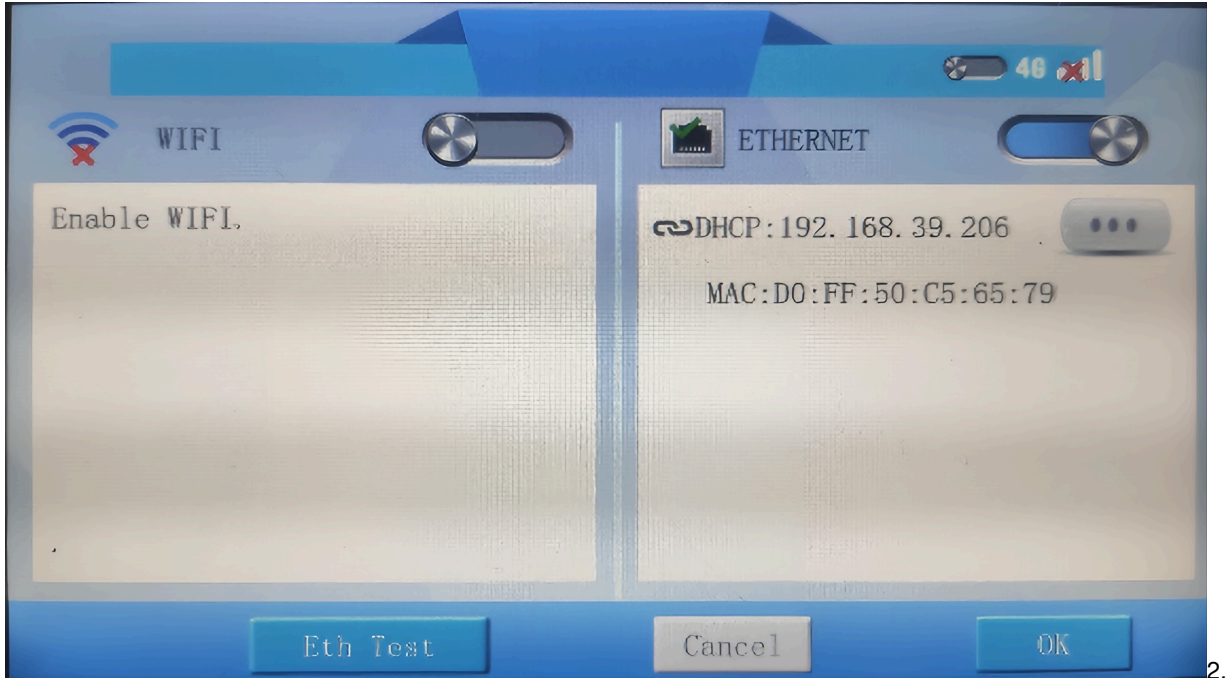 4G
WIFI
ETHERNET
Enable WIFI.
DHCP:192.168.39.206
MAC:D0:FF:50:C5:65:79
Eth Test
Cancel
OK
2.